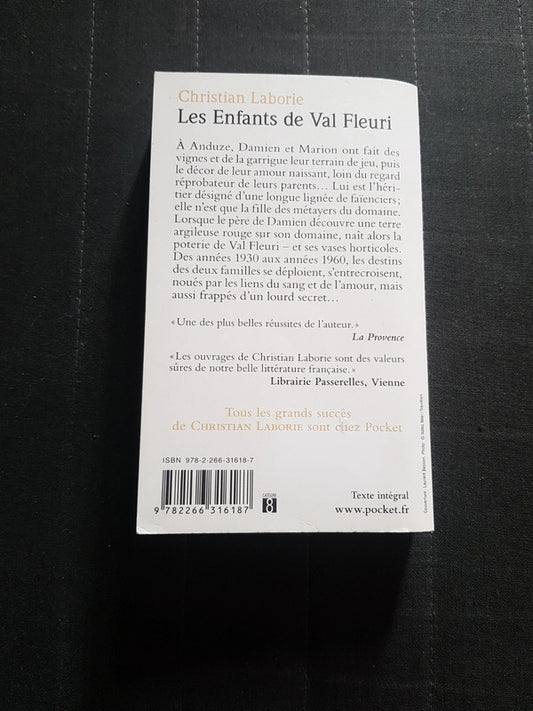 Christian Laborie
Les Enfants de Val Fleuri
À Anduze, Damien et Marion ont fait des
vignes et de la garrigue leur terrain de jeu, puis
le décor de leur amour naissant, loin du regard
réprobateur de leurs parents... Lui est l'héri-
tier désigné d'une longue lignée de faïenciers ;
elle n'est que la fille des métayers du domaine.
Lorsque le père de Damien découvre une terre
argileuse rouge sur son domaine, naît alors la
poterie de Val Fleuri – et ses vases horticoles.
Des années 1930 aux années 1960, les destins
des deux familles se déploient, s'entrecroisent,
noués par les liens du sang et de l'amour, mais
aussi frappés d'un lourd secret...
« Une des plus belles réussites de l'auteur. »
La Provence
« Les ouvrages de Christian Laborie sont des valeurs
sûres de notre belle littérature française. »
Librairie Passerelles, Vienne
Tous les grands succès
de CHRISTIAN LABORIE sont chez Pocket
ISBN 978-2-266-31618-7
CATÉGORIE
8
9 782266 316187
Texte intégral
www.pocket.fr